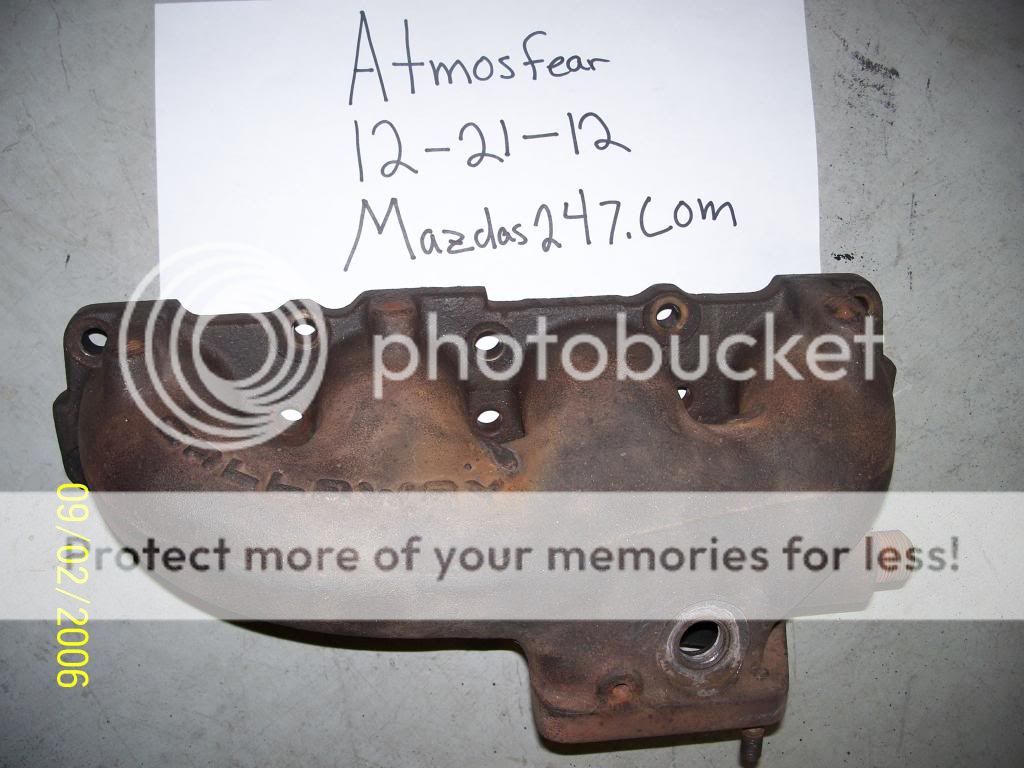 Atmosfear
12-21-12
Mazdas247.com
photobucket
Protect more of your memories for less!
09/02/2006